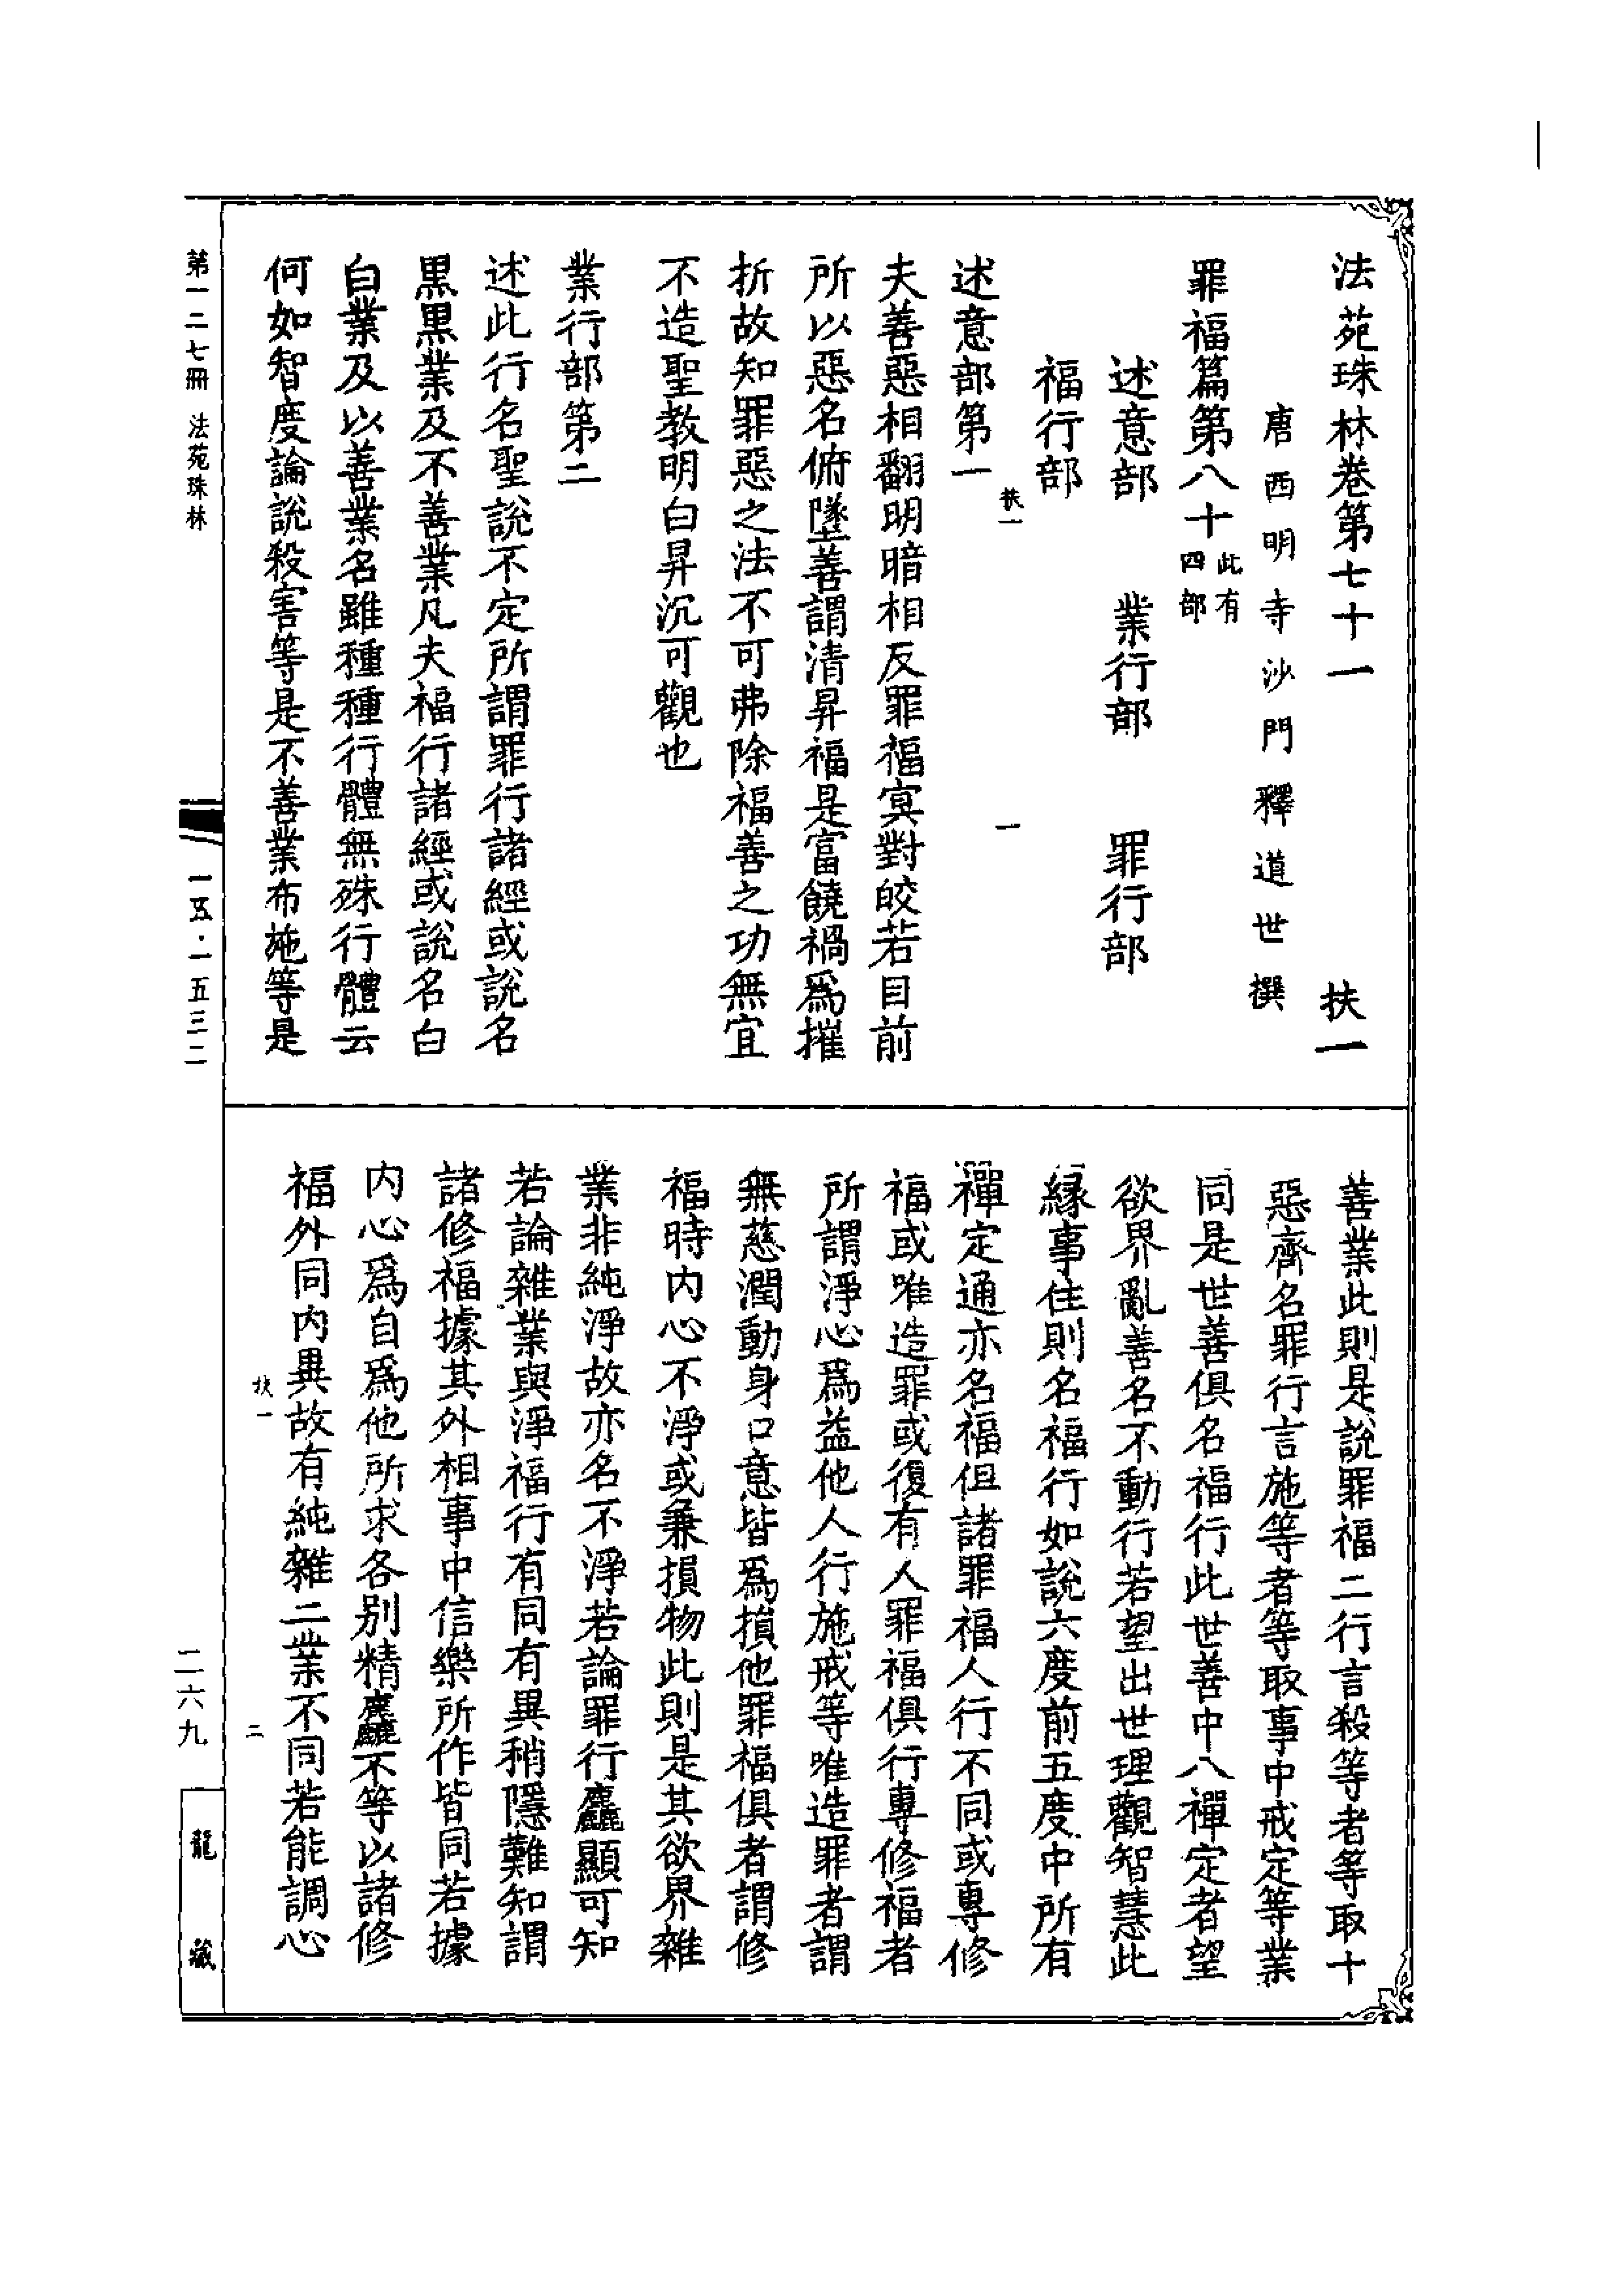 法苑珠林卷第七十一　扶一
唐西明寺沙門釋道世撰
罪福篇第八十此有四部
述意部　業行部　罪行部
福行部
扶一　一
述意部第一
夫善惡相翻明暗相反罪福冥對皎若目前
所以惡名俯墜善謂清昇福是富饒禍爲摧
折故知罪惡之法不可弗除福善之功無宜
不造聖教明白昇沉可觀也
業行部第二
述此行名聖說不定所謂罪行諸經或說名
黑黑業及不善業凡夫福行諸經或說名白
白業及以善業名雖種種行體無殊行體云
何如智度論說殺害等是不善業布施等是
善業此則是說罪福二行言殺等者等取十
惡齊名罪行言施等者等取事中戒定等業
同是世善俱名福行此世善中八禪定者望
欲界亂善名不動行若望出世理觀智慧此
緣事住則名福行如說六度前五度中所有
禪定通亦名福但諸罪福人行不同或專修
福或唯造罪或復有人罪福俱行專修福者
所謂淨心爲益他人行施戒等唯造罪者謂
無慈潤動身口意皆爲損他罪福俱者謂修
福時內心不淨或兼損物此則是其欲界雜
業非純淨故亦名不淨若論罪行麤顯可知
若論雜業與淨福行有同有異稍隱難知謂
諸修福據其外相事中信樂所作皆同若據
內心爲自爲他所求各別精麤不等以諸修
福外同內異故有純雜二業不同若能調心
扶一　二
第一二七冊　法苑珠林
一五·一五三二
二六九
龍藏